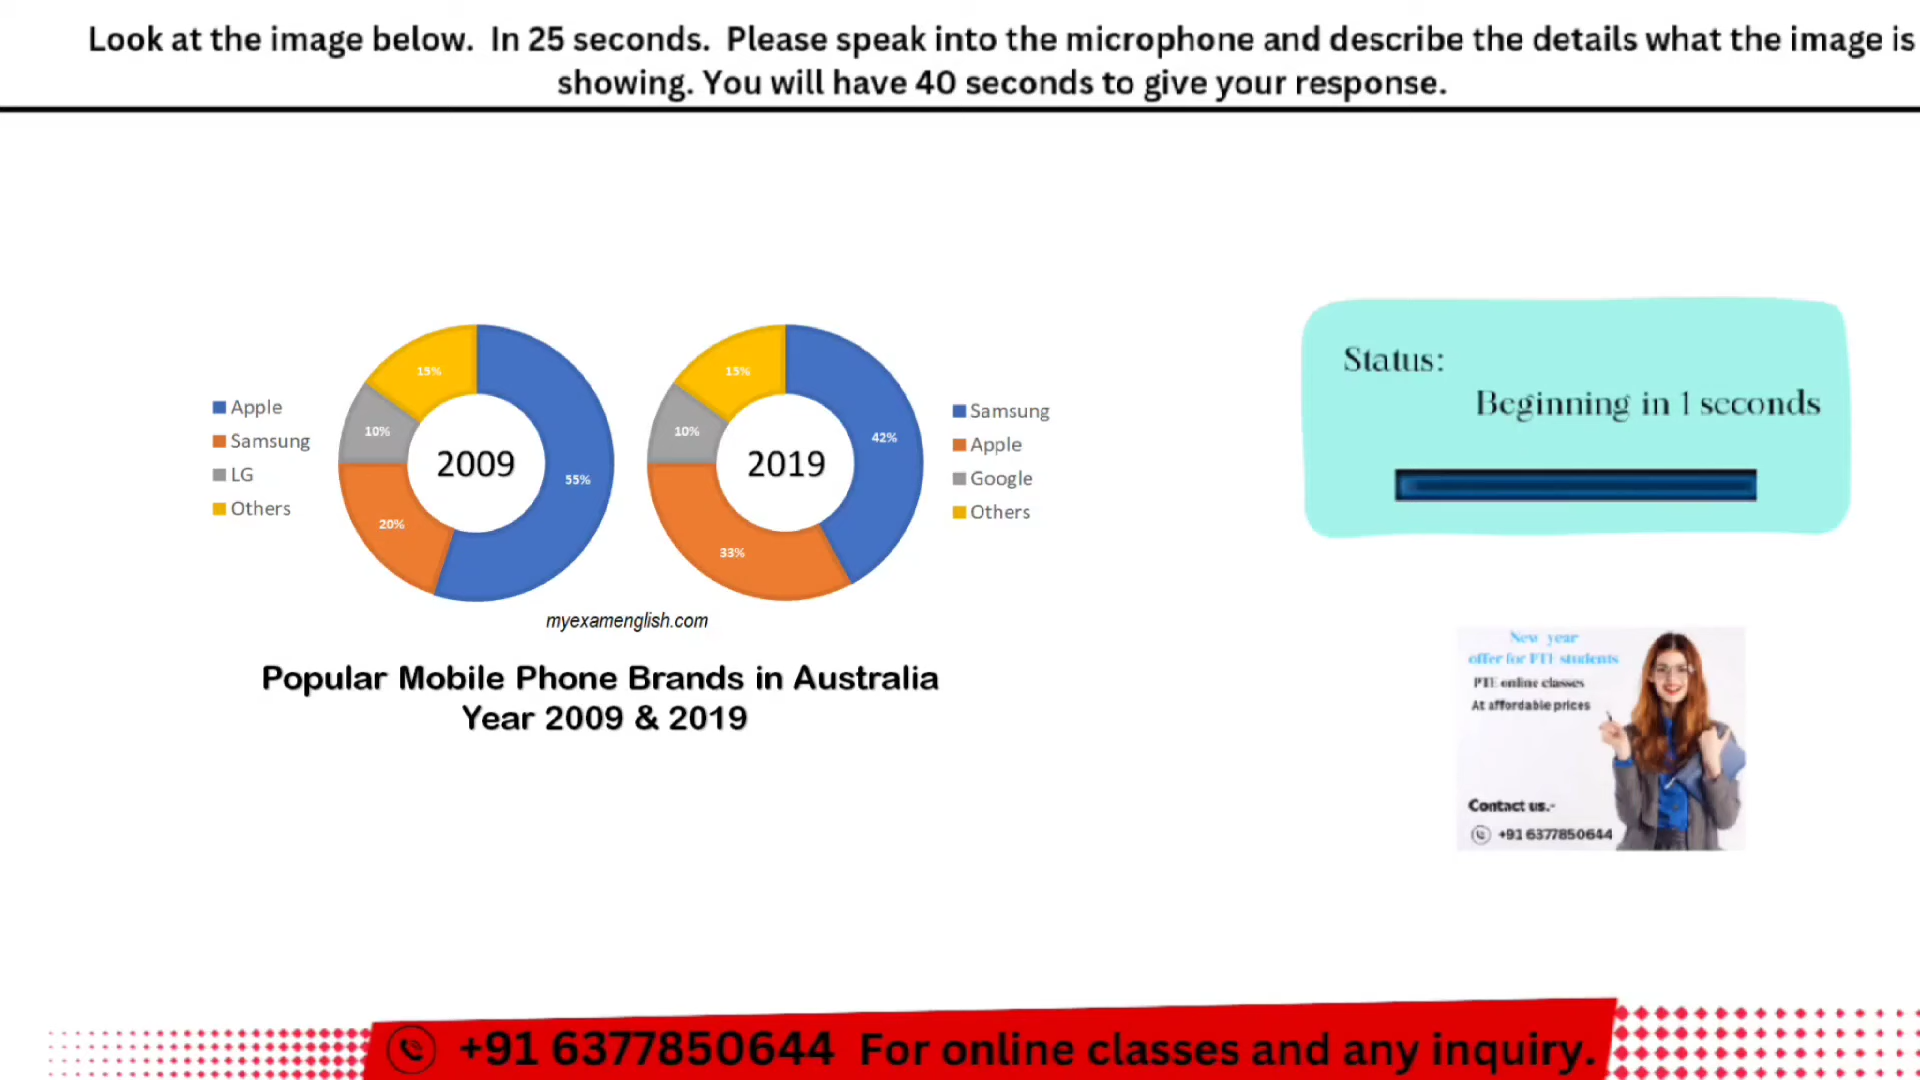 Look at the image below. In 25 seconds. Please speak into the microphone and describe the details what the image is
showing. You will have 40 seconds to give your response.
Apple
Samsung
LG
Others
15%
10%
20%
55%
2009
15%
10%
33%
42%
2019
Samsung
Apple
Google
Others
myexamenglish.com
Popular Mobile Phone Brands in Australia
Year 2009 & 2019
Status:
Beginning in 1 seconds
New year
offer for PTE students
PTE online classes
At affordable prices
Contact us.-
+91 6377850644
+91 6377850644 For online classes and any inquiry.